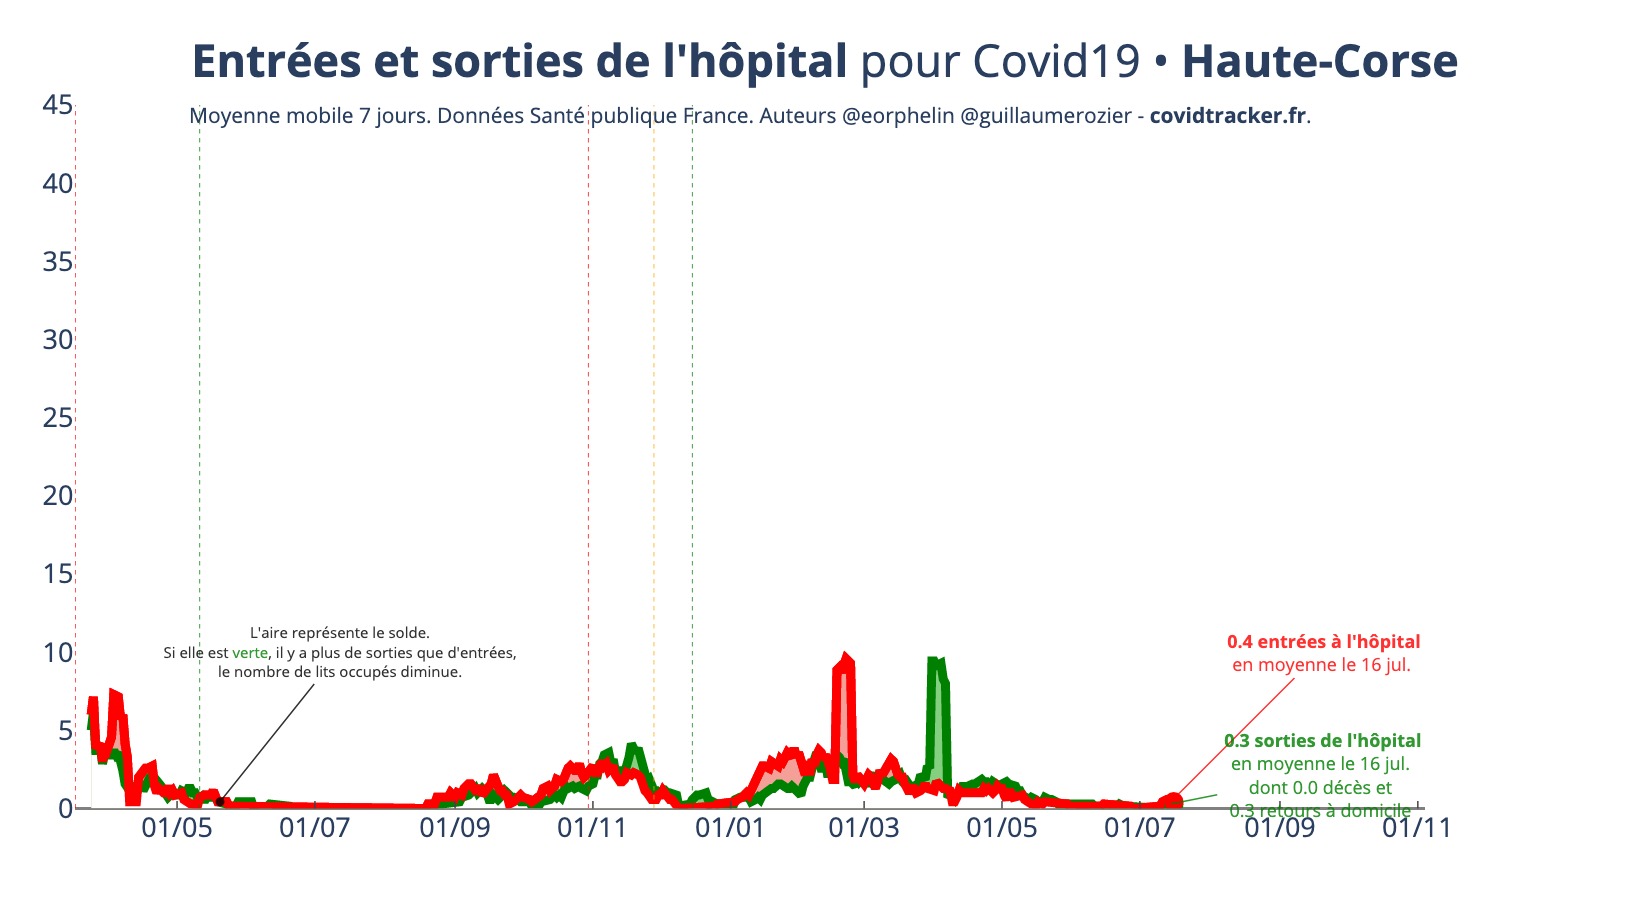 Entrées et sorties de l'hôpital pour Covid19 • Haute-Corse
Moyenne mobile 7 jours. Données Santé publique France. Auteurs @eorphelin @guillaumerozier - covidtracker.fr.
45
40
35
30
25
20
15
10
5
0
L'aire représente le solde.
Si elle est verte, il y a plus de sorties que d'entrées,
le nombre de lits occupés diminue.
0.4 entrées à l'hôpital
en moyenne le 16 jul.
0.3 sorties de l'hôpital
en moyenne le 16 jul.
dont 0.0 décès et
0.3 retours à domicile
01/05 01/07 01/09 01/11 01/01 01/03 01/05 01/07 01/09 01/11